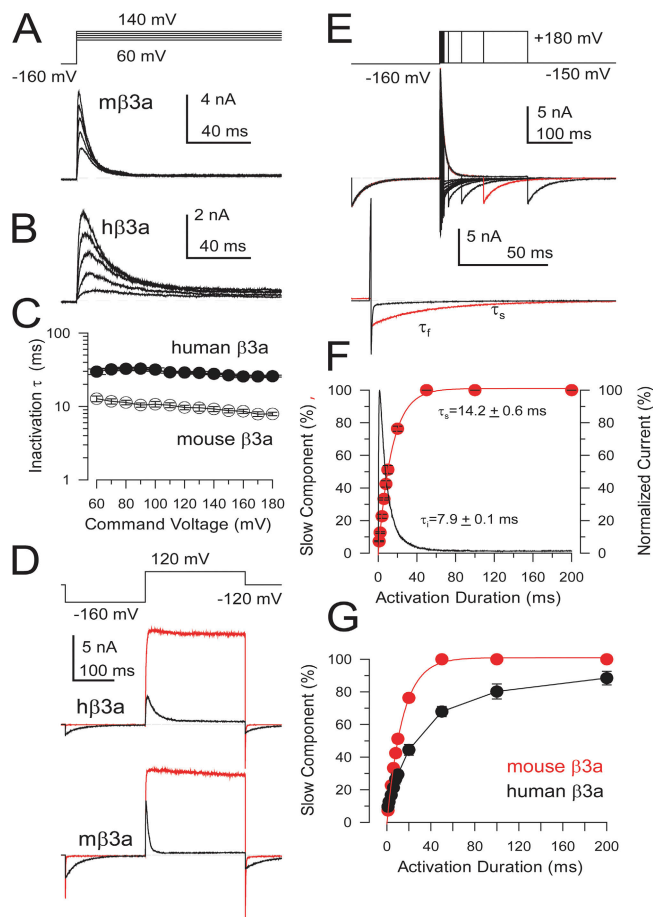 A
140 mV
60 mV
-160 mV
mβ3a
4 nA
40 ms
B
hβ3a
2 nA
40 ms
C
100
10
1
Inactivation τ (ms)
human β3a
mouse β3a
60 80 100 120 140 160 180
Command Voltage (mV)
D
120 mV
-160 mV
-120 mV
5 nA
100 ms
hβ3a
mβ3a
E
+180 mV
-160 mV
-150 mV
5 nA
100 ms
5 nA
50 ms
τf
τs
F
100
80
60
40
20
0
Slow Component (%)
τs=14.2 ± 0.6 ms
τi=7.9 ± 0.1 ms
100
80
60
40
20
0
Normalized Current (%)
0 40 80 120 160 200
Activation Duration (ms)
G
100
80
60
40
20
0
Slow Component (%)
mouse β3a
human β3a
0 40 80 120 160 200
Activation Duration (ms)